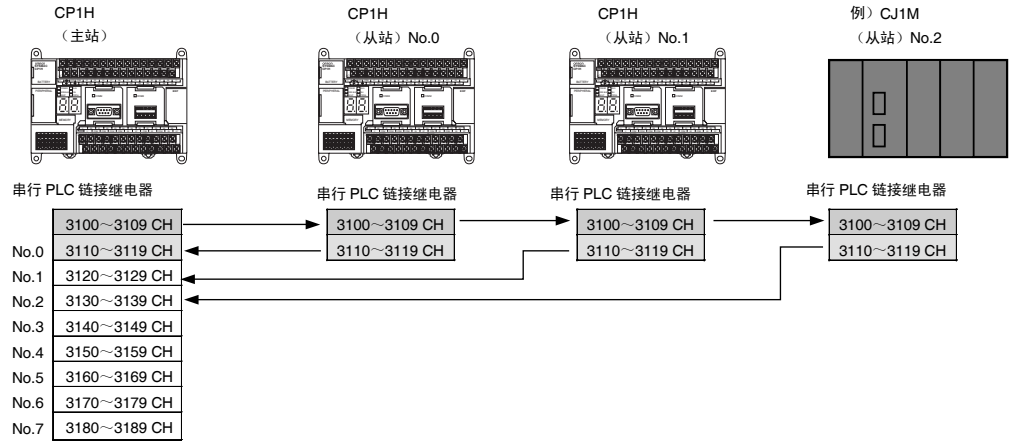 CP1H
（主站）
CP1H
（从站）No.0
CP1H
（从站）No.1
例）CJ1M
（从站）No.2
串行 PLC 链接继电器
3100～3109 CH
No.0 3110～3119 CH
No.1 3120～3129 CH
No.2 3130～3139 CH
No.3 3140～3149 CH
No.4 3150～3159 CH
No.5 3160～3169 CH
No.6 3170～3179 CH
No.7 3180～3189 CH
串行 PLC 链接继电器
3100～3109 CH
3110～3119 CH
串行 PLC 链接继电器
3100～3109 CH
3110～3119 CH
串行 PLC 链接继电器
3100～3109 CH
3110～3119 CH